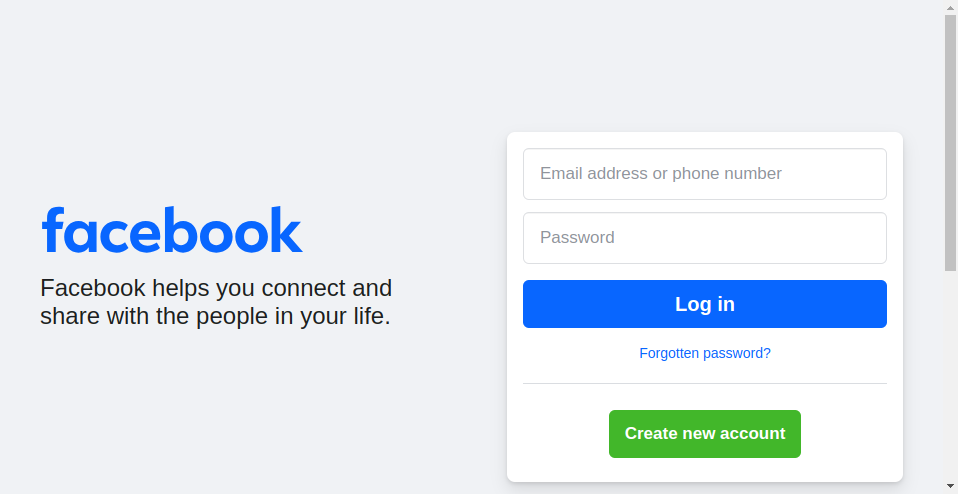 facebook
Facebook helps you connect and
share with the people in your life.
Email address or phone number
Password
Log in
Forgotten password?
Create new account